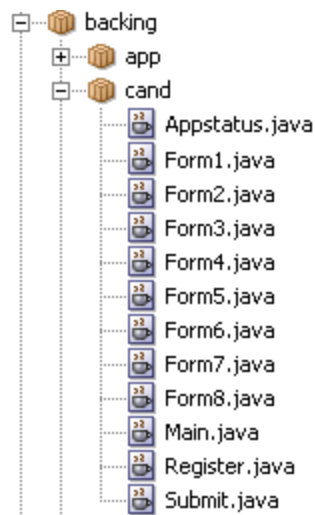 backing
app
cand
Appstatus.java
Form1.java
Form2.java
Form3.java
Form4.java
Form5.java
Form6.java
Form7.java
Form8.java
Main.java
Register.java
Submit.java